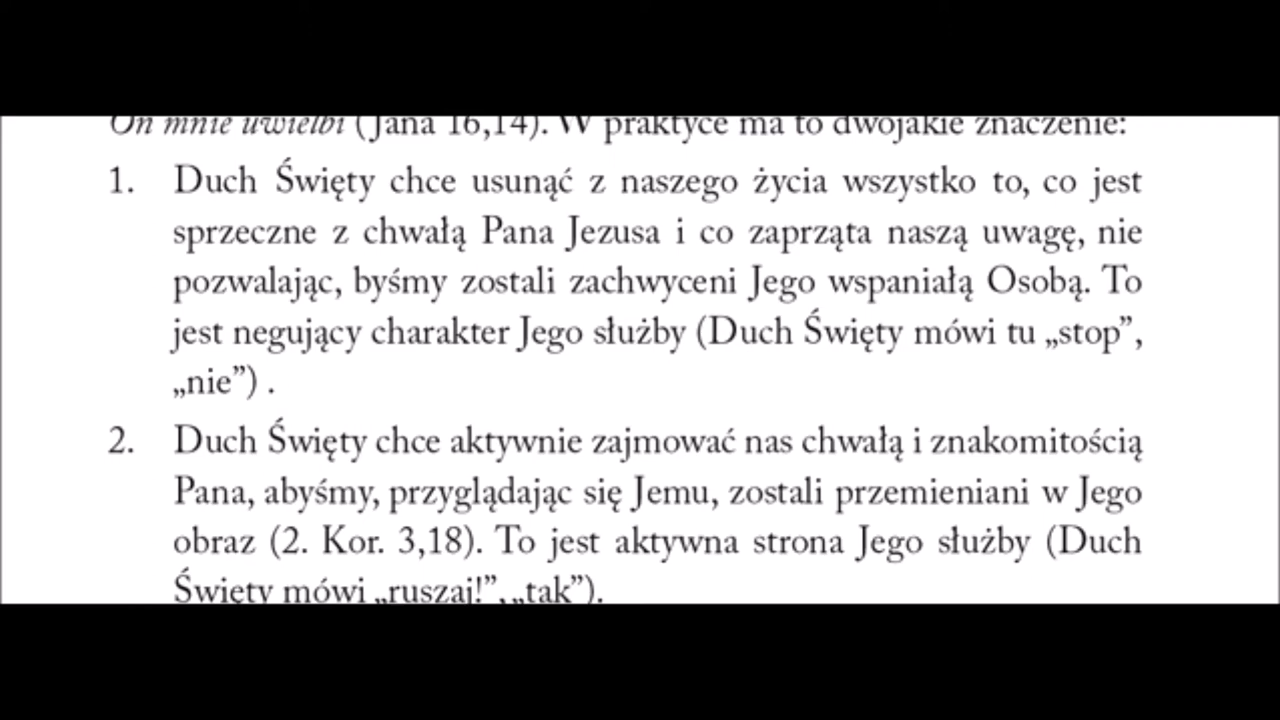 On mnie uwielbi (Jana 16,14). W praktyce ma to dwojakie znaczenie:
1. Duch Święty chce usunąć z naszego życia wszystko to, co jest
sprzeczne z chwałą Pana Jezusa i co zaprząta naszą uwagę, nie
pozwalając, byśmy zostali zachwyceni Jego wspaniałą Osobą. To
jest negujący charakter Jego służby (Duch Święty mówi tu „stop”,
„nie”) .
2. Duch Święty chce aktywnie zajmować nas chwałą i znakomitością
Pana, abyśmy, przyglądając się Jemu, zostali przemieniani w Jego
obraz (2. Kor. 3,18). To jest aktywna strona Jego służby (Duch
Święty mówi „ruszaj!”, „tak”).